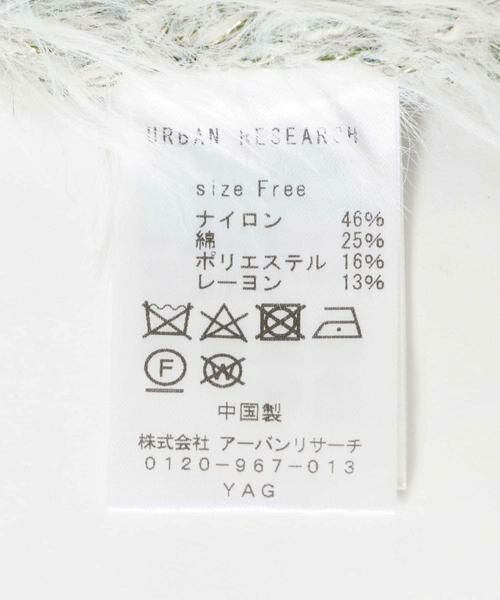 URBAN RESEARCH
size Free
ナイロン 46%
綿 25%
ポリエステル 16%
レーヨン 13%
F W
中国製
株式会社 アーバンリサーチ
0120-967-013
YAG